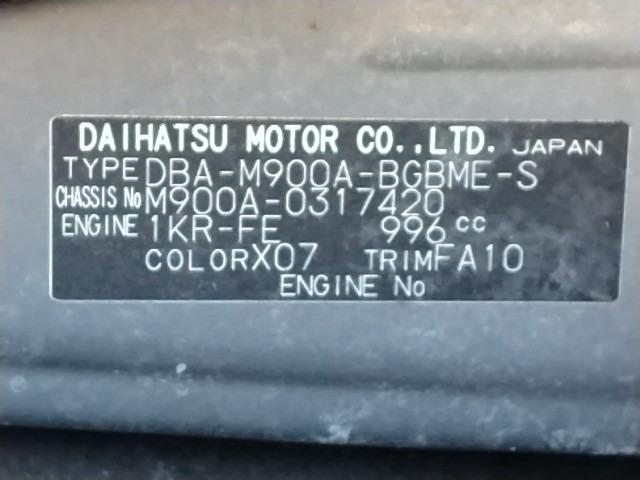 DAIHATSU MOTOR CO.,LTD. JAPAN
TYPE DBA-M900A-BGBME-S
CHASSIS No M900A-0317420
ENGINE 1KR-FE 996 cc
COLOR X07 TRIM FA10
ENGINE No